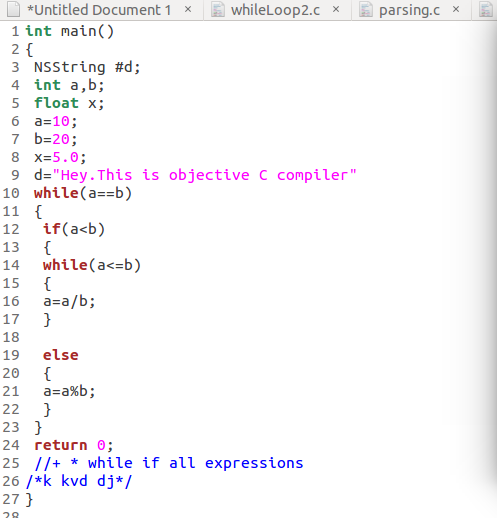 *Untitled Document 1 × whileLoop2.c × parsing.c ×
1 int main()
2 {
3 NSString #d;
4 int a,b;
5 float x;
6 a=10;
7 b=20;
8 x=5.0;
9 d="Hey.This is objective C compiler"
10 while(a==b)
11 {
12 if(a<b)
13 {
14 while(a<=b)
15 {
16 a=a/b;
17 }
18
19 else
20 {
21 a=a%b;
22 }
23 }
24 return 0;
25 //+ * while if all expressions
26 /*k kvd dj*/
27 }
28